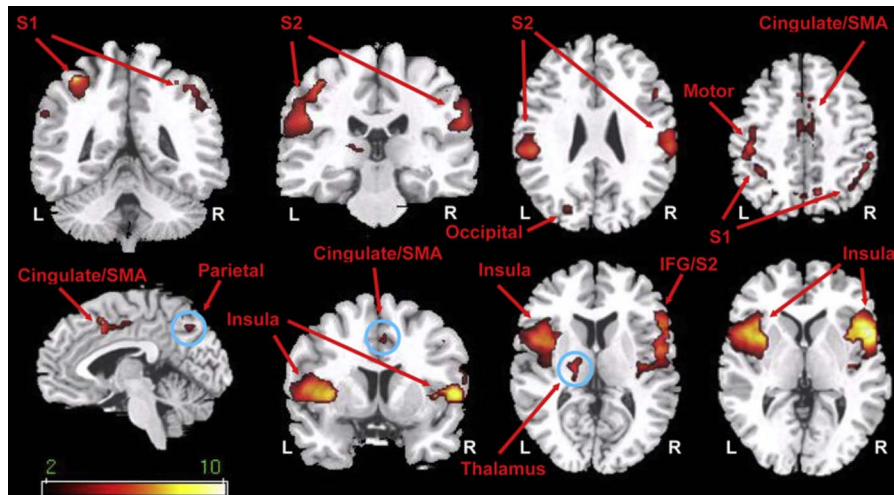 S1
S2
S2
Cingulate/SMA
Motor
L
R
L
R
L
R
L
R
Occipital
S1
Cingulate/SMA
Parietal
Cingulate/SMA
Insula
Insula
IFG/S2
Insula
L
R
L
R
L
R
Thalamus
2
10